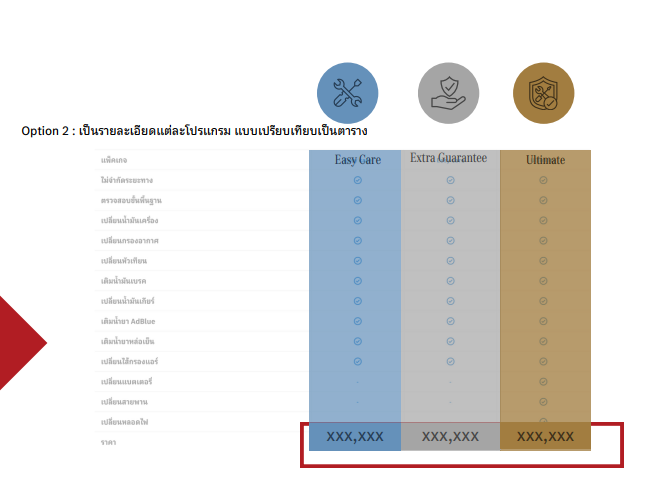 Option 2 : เป็นรายละเอียดแต่ละโปรแกรม แบบเปรียบเทียบเป็นตาราง
แพ็คเกจ Easy Care Extra Guarantee Ultimate
ไม่จำกัดระยะทาง
ตรวจสอบขั้นพื้นฐาน
เปลี่ยนน้ำมันเครื่อง
เปลี่ยนกรองอากาศ
เปลี่ยนหัวเทียน
เติมน้ำมันเบรค
เปลี่ยนน้ำมันเกียร์
เติมน้ำยา AdBlue
เติมน้ำยาหล่อเย็น
เปลี่ยนไส้กรองแอร์
เปลี่ยนแบตเตอรี่ - -
เปลี่ยนสายพาน - -
เปลี่ยนหลอดไฟ
ราคา XXX,XXX XXX,XXX XXX,XXX